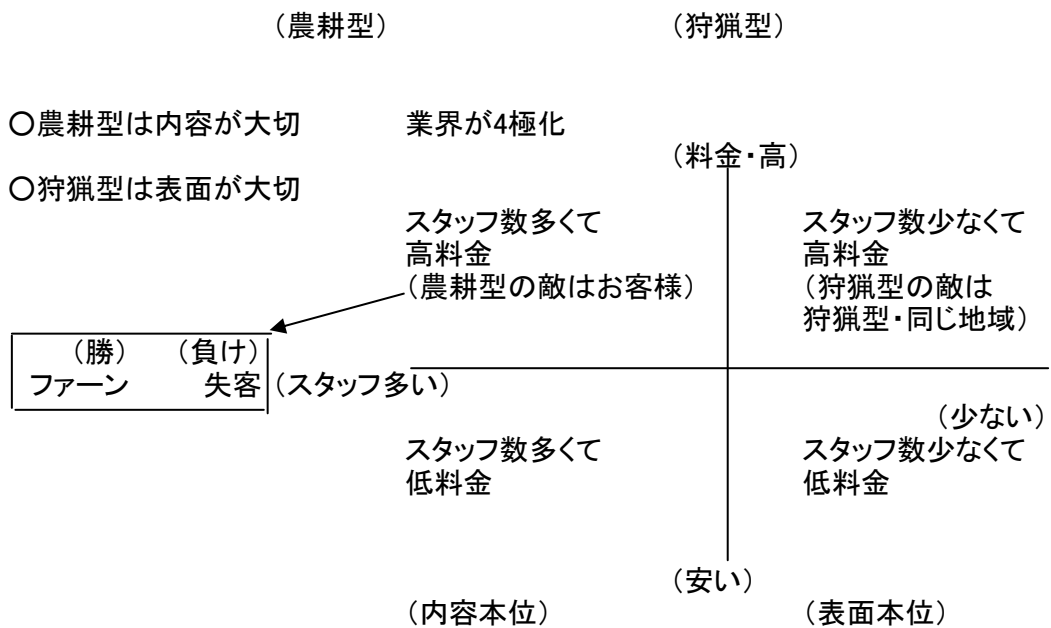 （農耕型） （狩猟型）
〇農耕型は内容が大切 業界が4極化
（料金・高）
〇狩猟型は表面が大切
スタッフ数多くて
高料金
（農耕型の敵はお客様）
スタッフ数少なくて
高料金
（狩猟型の敵は
狩猟型・同じ地域）
（勝） （負け）
ファーン 失客
（スタッフ多い）
（少ない）
スタッフ数多くて
低料金
スタッフ数少なくて
低料金
（安い）
（内容本位） （表面本位）